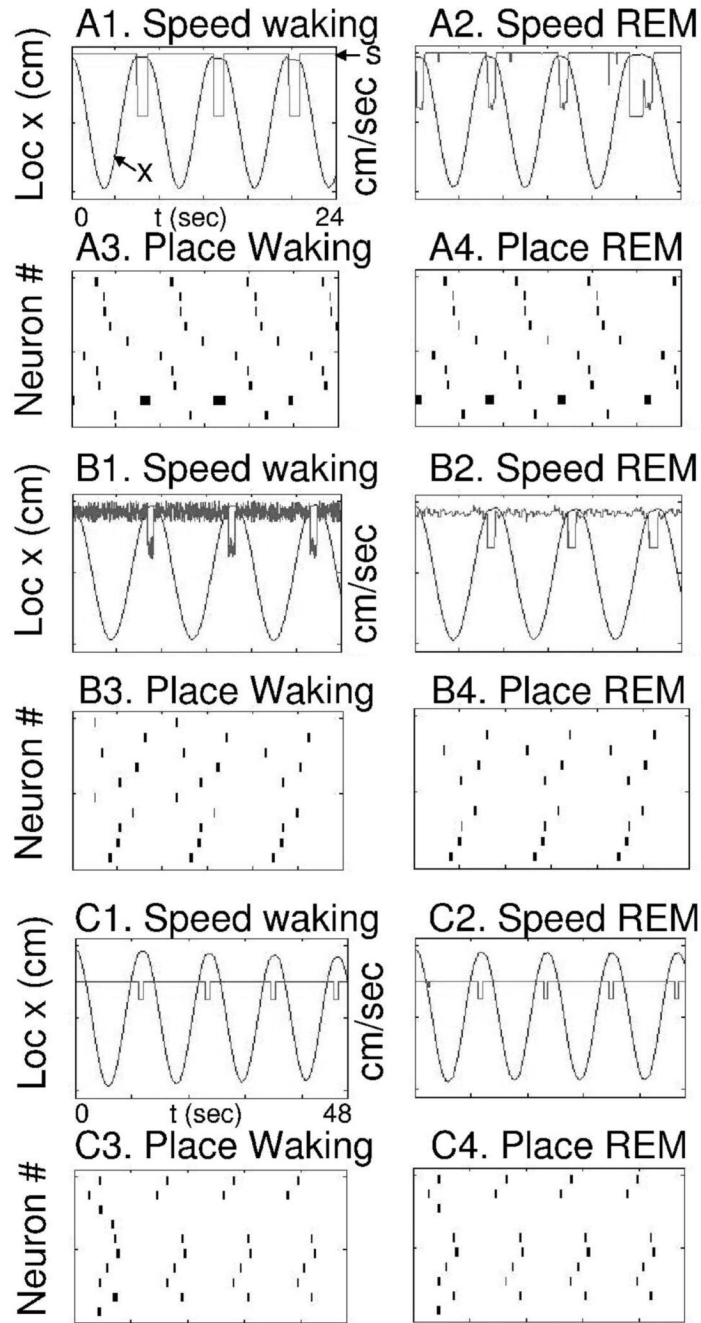 A1. Speed waking
A2. Speed REM
Loc x (cm)
S
X
cm/sec
0 t (sec) 24
A3. Place Waking
A4. Place REM
Neuron #
B1. Speed waking
B2. Speed REM
Loc x (cm)
cm/sec
B3. Place Waking
B4. Place REM
Neuron #
C1. Speed waking
C2. Speed REM
Loc x (cm)
cm/sec
0 t (sec) 48
C3. Place Waking
C4. Place REM
Neuron #